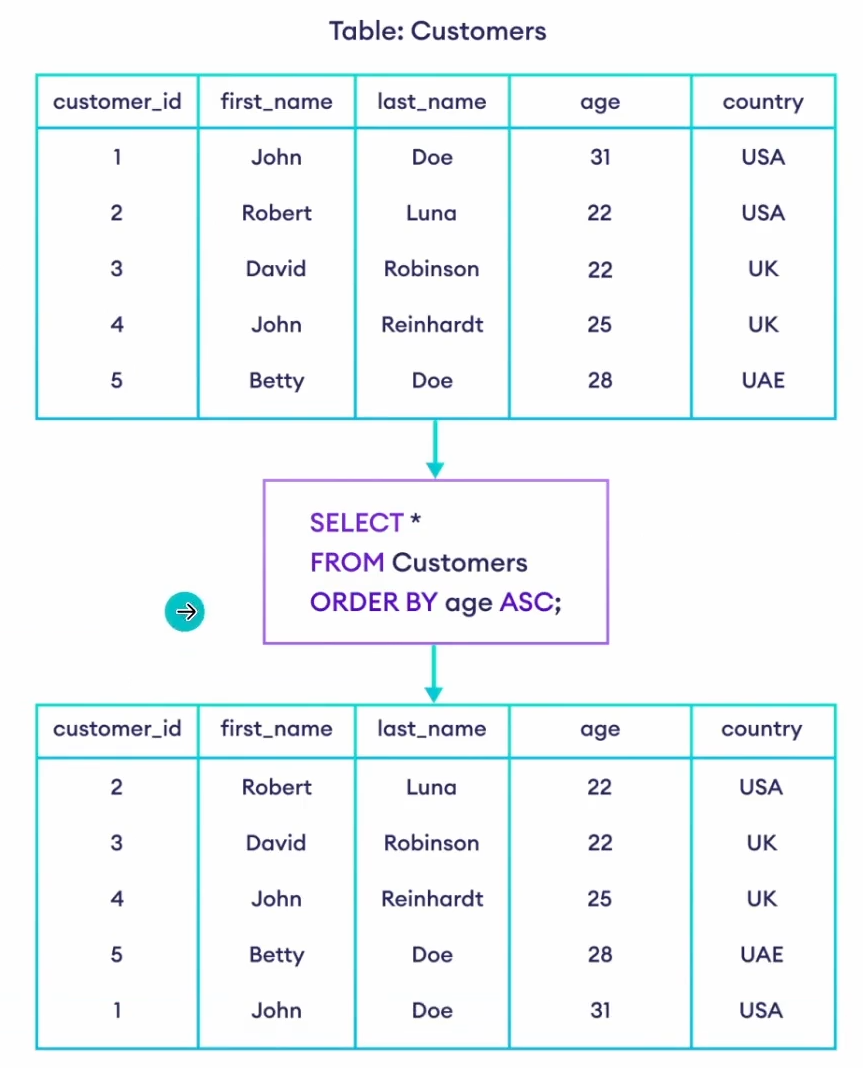 Table: Customers
customer_id first_name last_name age country
1 John Doe 31 USA
2 Robert Luna 22 USA
3 David Robinson 22 UK
4 John Reinhardt 25 UK
5 Betty Doe 28 UAE
SELECT *
FROM Customers
ORDER BY age ASC;
customer_id first_name last_name age country
2 Robert Luna 22 USA
3 David Robinson 22 UK
4 John Reinhardt 25 UK
5 Betty Doe 28 UAE
1 John Doe 31 USA